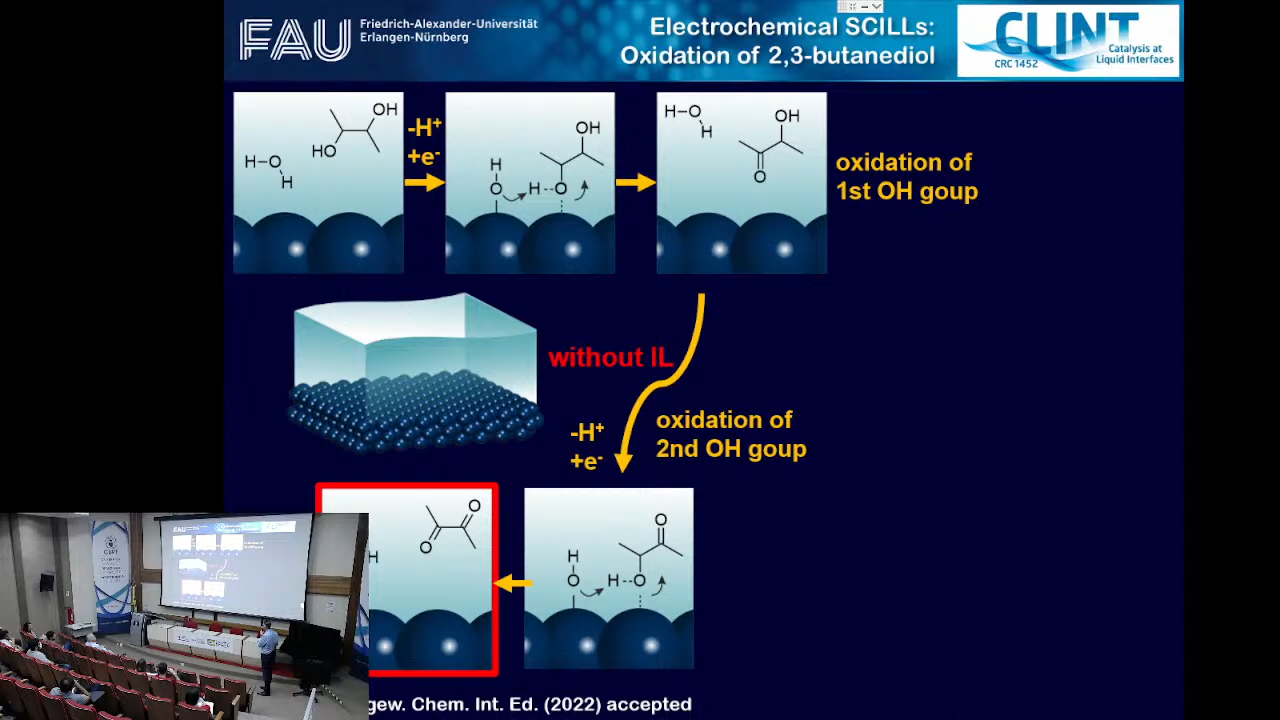 FAU
Friedrich-Alexander-Universität
Erlangen-Nürnberg
Electrochemical SCILLs:
Oxidation of 2,3-butanediol
CLINT
CRC 1452
Catalysis at
Liquid Interfaces
OH
HO
H-O
H
-H⁺
+e⁻
OH
H
O
H--O
H-O
H
OH
O
oxidation of
1st OH goup
without IL
-H⁺
+e⁻
oxidation of
2nd OH goup
O
O
H
O
H
O
H--O
gew. Chem. Int. Ed. (2022) accepted